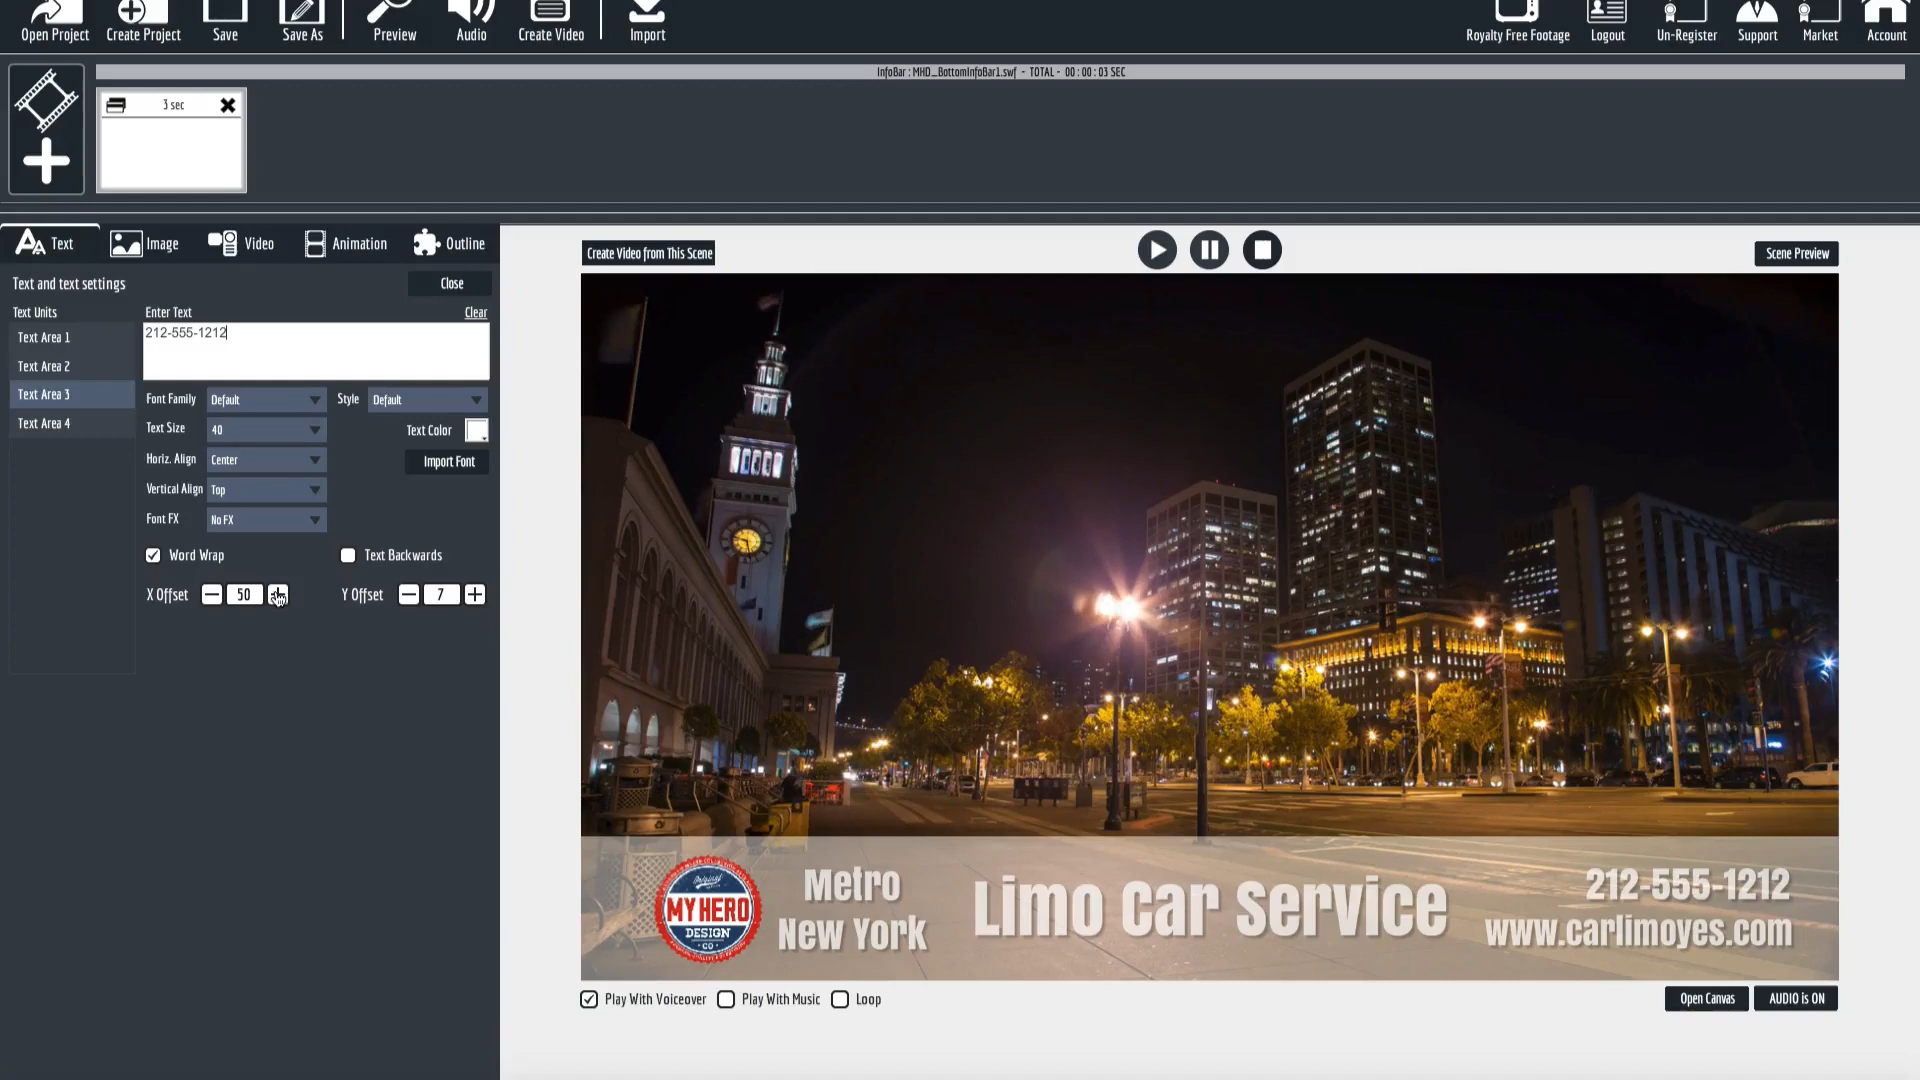 Open Project
Create Project
Save
Save As
Preview
Audio
Create Video
Import
Royalty Free Footage
Logout
Un-Register
Support
Market
Account
InfoBar : MHD_BottomInfoBar1.swf - TOTAL - 00 : 00 : 03 SEC
3 sec
Text
Image
Video
Animation
Outline
Text and text settings
Close
Text Units
Enter Text
Clear
Text Area 1
Text Area 2
Text Area 3
Text Area 4
212-555-1212
Font Family
Default
Style
Default
Text Size
40
Text Color
Horiz. Align
Center
Import Font
Vertical Align
Top
Font FX
No FX
Word Wrap
Text Backwards
X Offset
50
Y Offset
7
Create Video from This Scene
Scene Preview
Original
MY HERO
DESIGN
CO
Metro
New York
Limo Car Service
212-555-1212
www.carlimoyes.com
Play With Voiceover
Play With Music
Loop
Open Canvas
AUDIO is ON